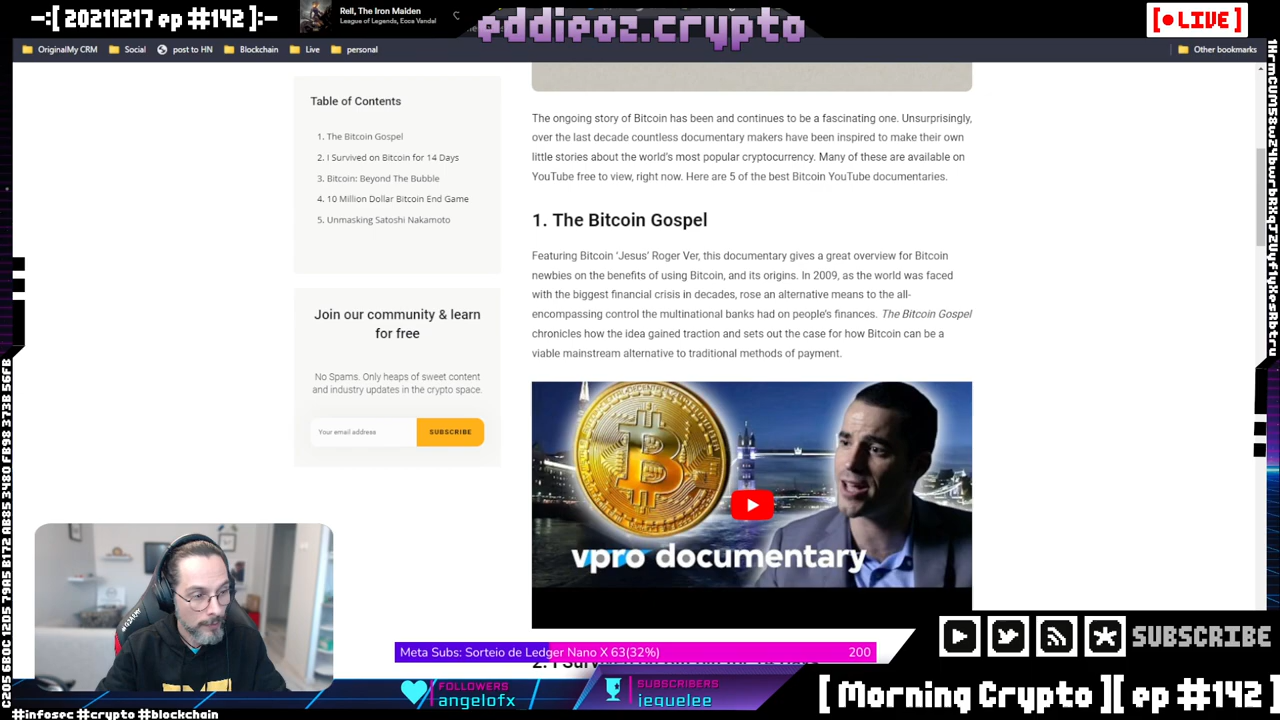 -:[ 20211217 ep #142 ]:-
Rell, The Iron Maiden
League of Legends, Ecca Vandal
eddieoz.crypto
[● LIVE ]
OriginalMy CRM
Social
post to HN
Blockchain
Live
personal
Other bookmarks
Table of Contents
1. The Bitcoin Gospel
2. I Survived on Bitcoin for 14 Days
3. Bitcoin: Beyond The Bubble
4. 10 Million Dollar Bitcoin End Game
5. Unmasking Satoshi Nakamoto
Join our community & learn
for free
No Spams. Only heaps of sweet content
and industry updates in the crypto space.
Your email address
SUBSCRIBE
The ongoing story of Bitcoin has been and continues to be a fascinating one. Unsurprisingly,
over the last decade countless documentary makers have been inspired to make their own
little stories about the world's most popular cryptocurrency. Many of these are available on
YouTube free to view, right now. Here are 5 of the best Bitcoin YouTube documentaries.
1. The Bitcoin Gospel
Featuring Bitcoin ‘Jesus’ Roger Ver, this documentary gives a great overview for Bitcoin
newbies on the benefits of using Bitcoin, and its origins. In 2009, as the world was faced
with the biggest financial crisis in decades, rose an alternative means to the all-
encompassing control the multinational banks had on people's finances. The Bitcoin Gospel
chronicles how the idea gained traction and sets out the case for how Bitcoin can be a
viable mainstream alternative to traditional methods of payment.
vpro documentary
Meta Subs: Sorteio de Ledger Nano X 63(32%)
200
FOLLOWERS
angelofx
SUBSCRIBERS
ieguelee
SUBSCRIBE
[ Morning Crypto ][ ep #142 ]
#infosec #crypto #blockchain